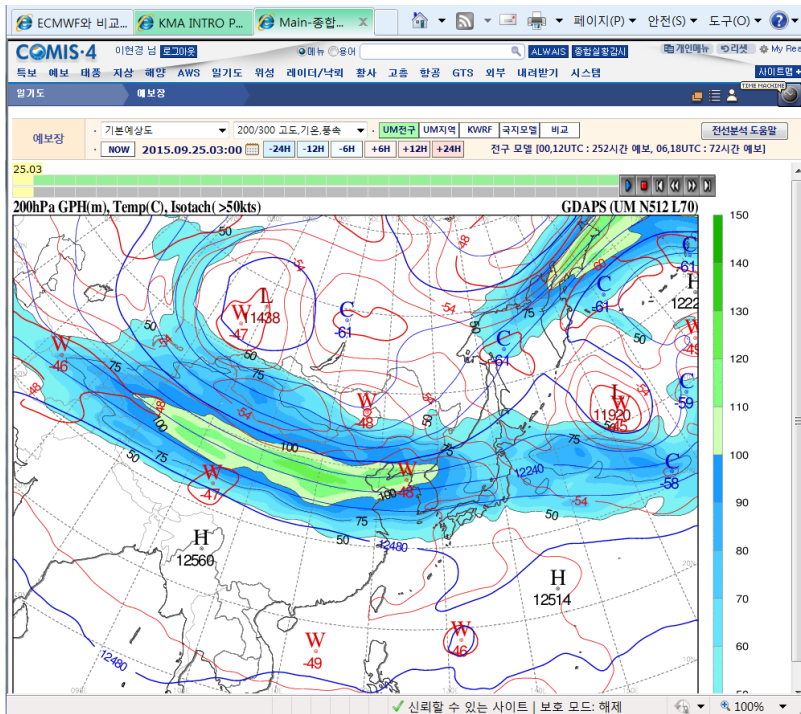 ECMWF와 비교...
KMA INTRO P...
Main-종합...
X
페이지(P)
안전(S)
도구(O)
COMIS·4
이현경 님
로그아웃
메뉴
용어
ALWAIS
종합실황감시
개인메뉴
리셋
My Res
특보 예보 태풍 지상 해양 AWS 일기도 위성 레이더/낙뢰 황사 고층 항공 GTS 외부 내려받기 시스템
사이트맵 +
일기도
예보장
TIME MACHINE
예보장
기본예상도
200/300 고도,기온,풍속
UM전구
UM지역
KWRF
국지모델
비교
전선분석 도움말
NOW
2015.09.25.03:00
-24H
-12H
-6H
+6H
+12H
+24H
전구 모델 [00,12UTC : 252시간 예보, 06,18UTC : 72시간 예보]
25.03
200hPa GPH(m), Temp(C), Isotach( >50kts)
GDAPS (UM N512 L70)
150
140
130
120
110
100
90
80
70
60
L
11438
W
-47
C
-61
W
-46
W
-48
C
-61
C
-61
C
-61
H
1222
L
11920
W
-45
C
-59
C
-58
W
-47
W
-48
H
12560
H
12514
W
46
W
-49
12240
12480
12480
50
75
100
-54
-48
신뢰할 수 있는 사이트 | 보호 모드: 해제
100%